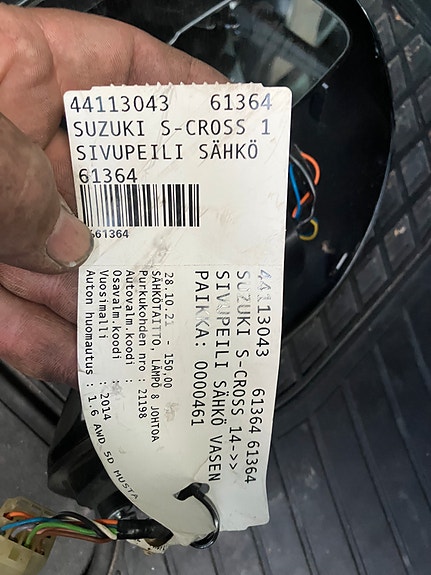 44113043 61364
SUZUKI S-CROSS 1
SIVUPEILI SÄHKÖ
61364
61364
44113043 61364 61364
SUZUKI S-CROSS 14->>
SIVUPEILI SÄHKÖ VASEN
PAIKKA: 0000461
28.10.21 - 150.00
SÄHKÖTAITTO, LÄMPÖ 8 JOHTOA
Purkukohden nro : 21198
Autovalm.koodi :
Osavalm.koodi :
Vuosimalli : 2014
Auton huomautus : 1.6 AWD 5D MUSTA